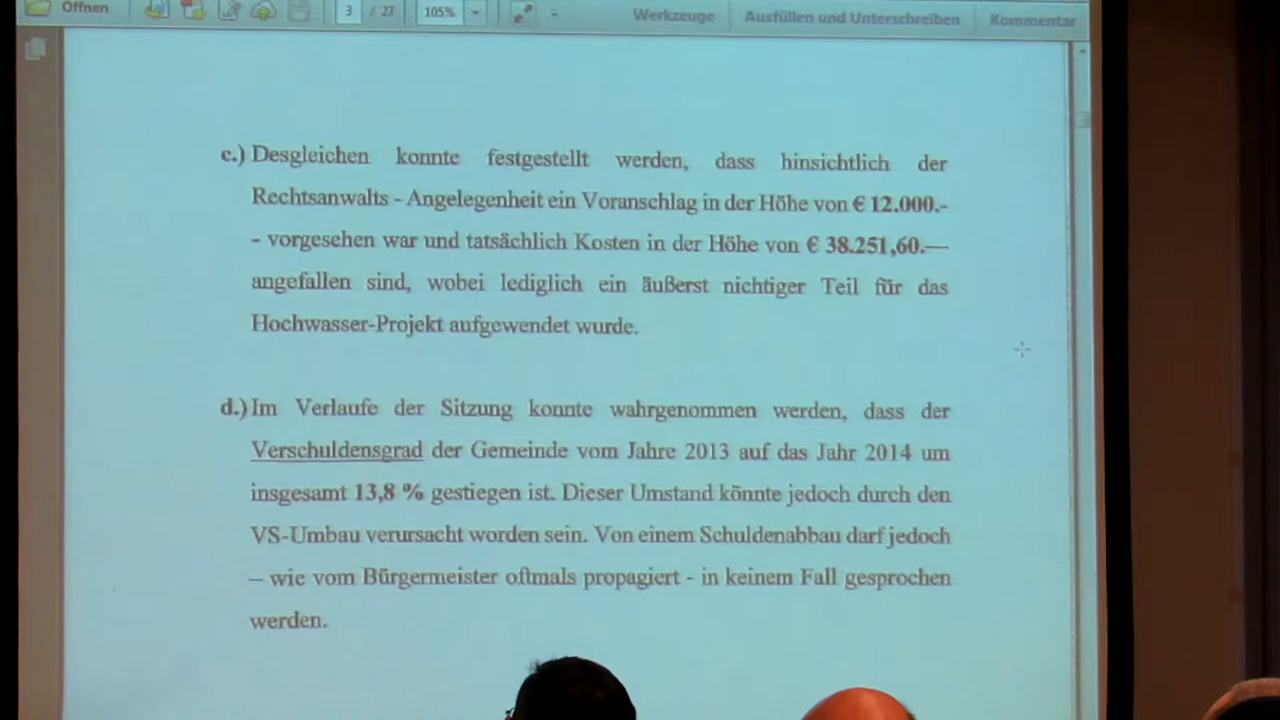 Öffnen 3 / 27 105% Werkzeuge Ausfüllen und Unterschreiben Kommentar
c.) Desgleichen konnte festgestellt werden, dass hinsichtlich der
Rechtsanwalts - Angelegenheit ein Voranschlag in der Höhe von € 12.000.-
- vorgesehen war und tatsächlich Kosten in der Höhe von € 38.251,60.—
angefallen sind, wobei lediglich ein äußerst nichtiger Teil für das
Hochwasser-Projekt aufgewendet wurde.
d.) Im Verlaufe der Sitzung konnte wahrgenommen werden, dass der
Verschuldensgrad der Gemeinde vom Jahre 2013 auf das Jahr 2014 um
insgesamt 13,8 % gestiegen ist. Dieser Umstand könnte jedoch durch den
VS-Umbau verursacht worden sein. Von einem Schuldenabbau darf jedoch
– wie vom Bürgermeister oftmals propagiert - in keinem Fall gesprochen
werden.